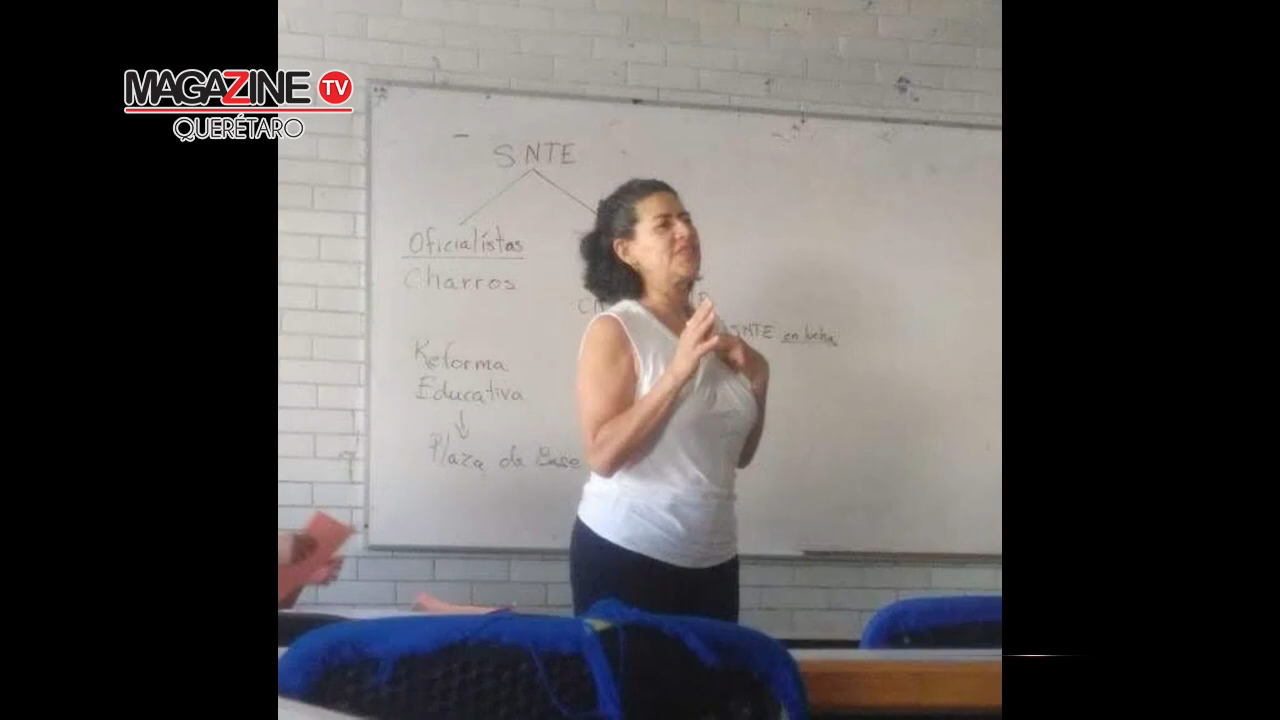 MAGAZINE TV
QUERÉTARO
SNTE
Oficialistas
Charros
SNTE en lucha
Reforma
Educativa
Plaza de Base